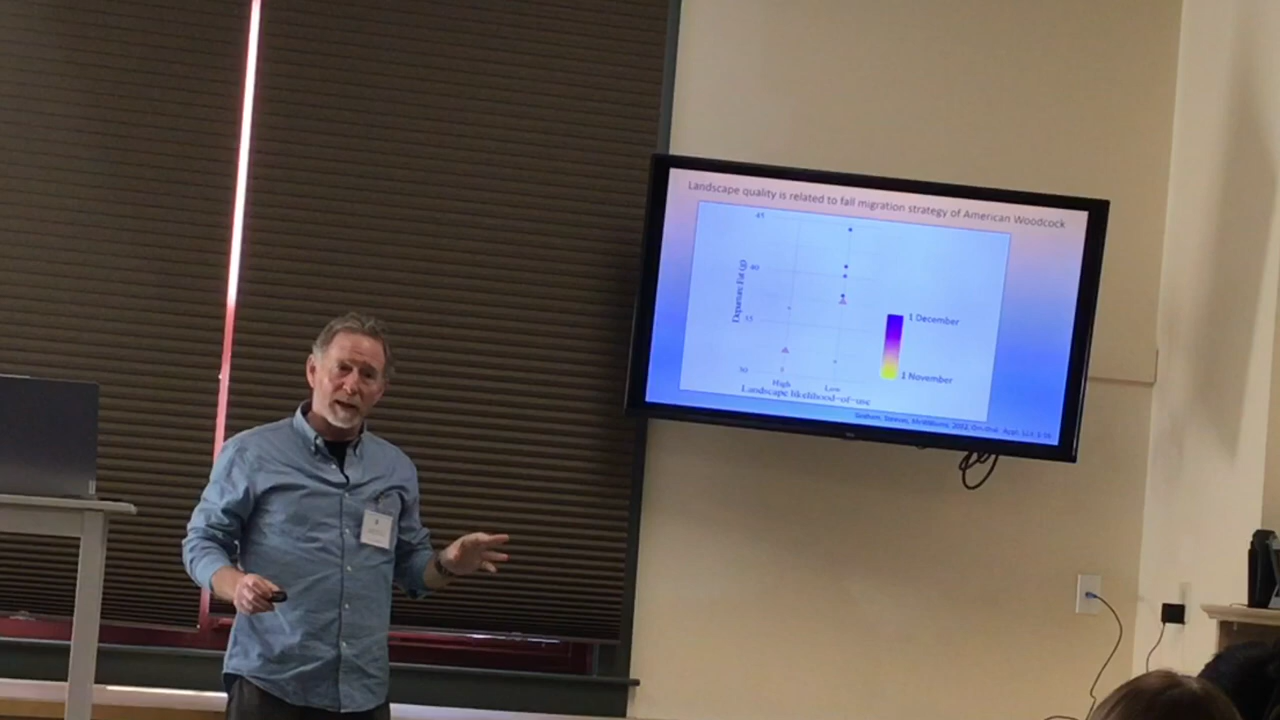 Landscape quality is related to fall migration strategy of American Woodcock
45
40
35
30
Departure Fat (g)
High
Low
Landscape likelihood-of-use
1 December
1 November